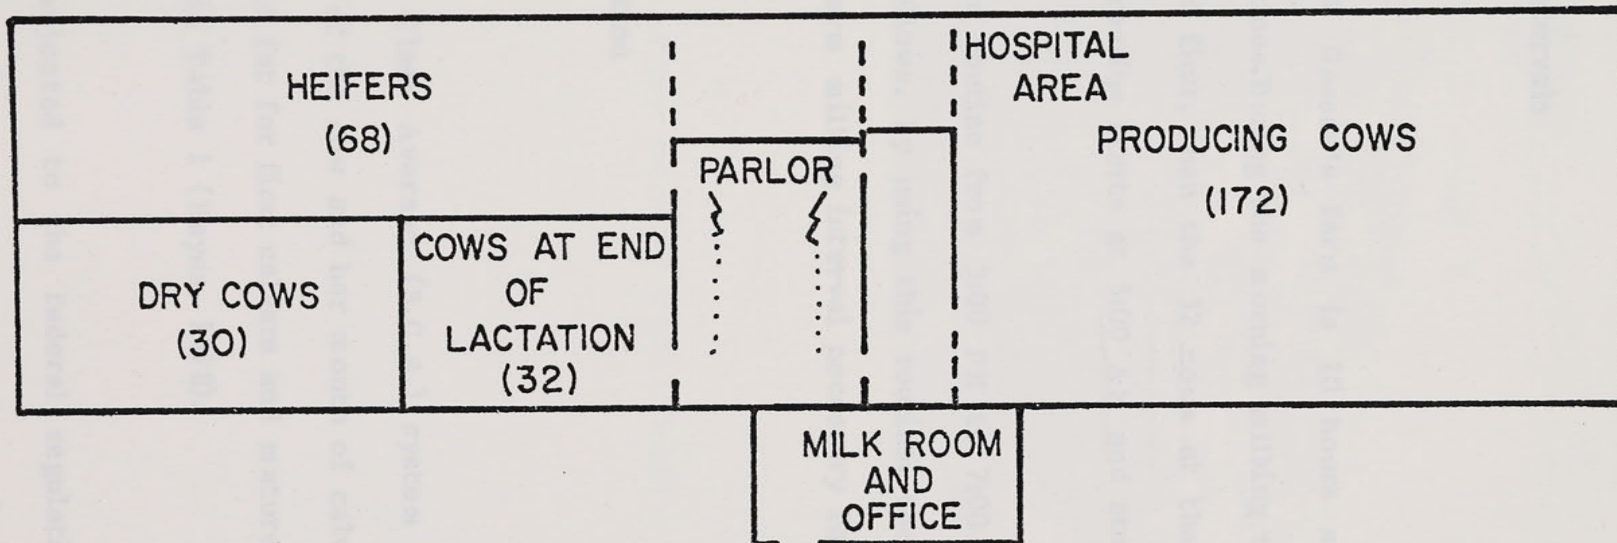 HEIFERS
(68)
HOSPITAL
AREA
PRODUCING COWS
(172)
PARLOR
DRY COWS
(30)
COWS AT END
OF
LACTATION
(32)
MILK ROOM
AND
OFFICE